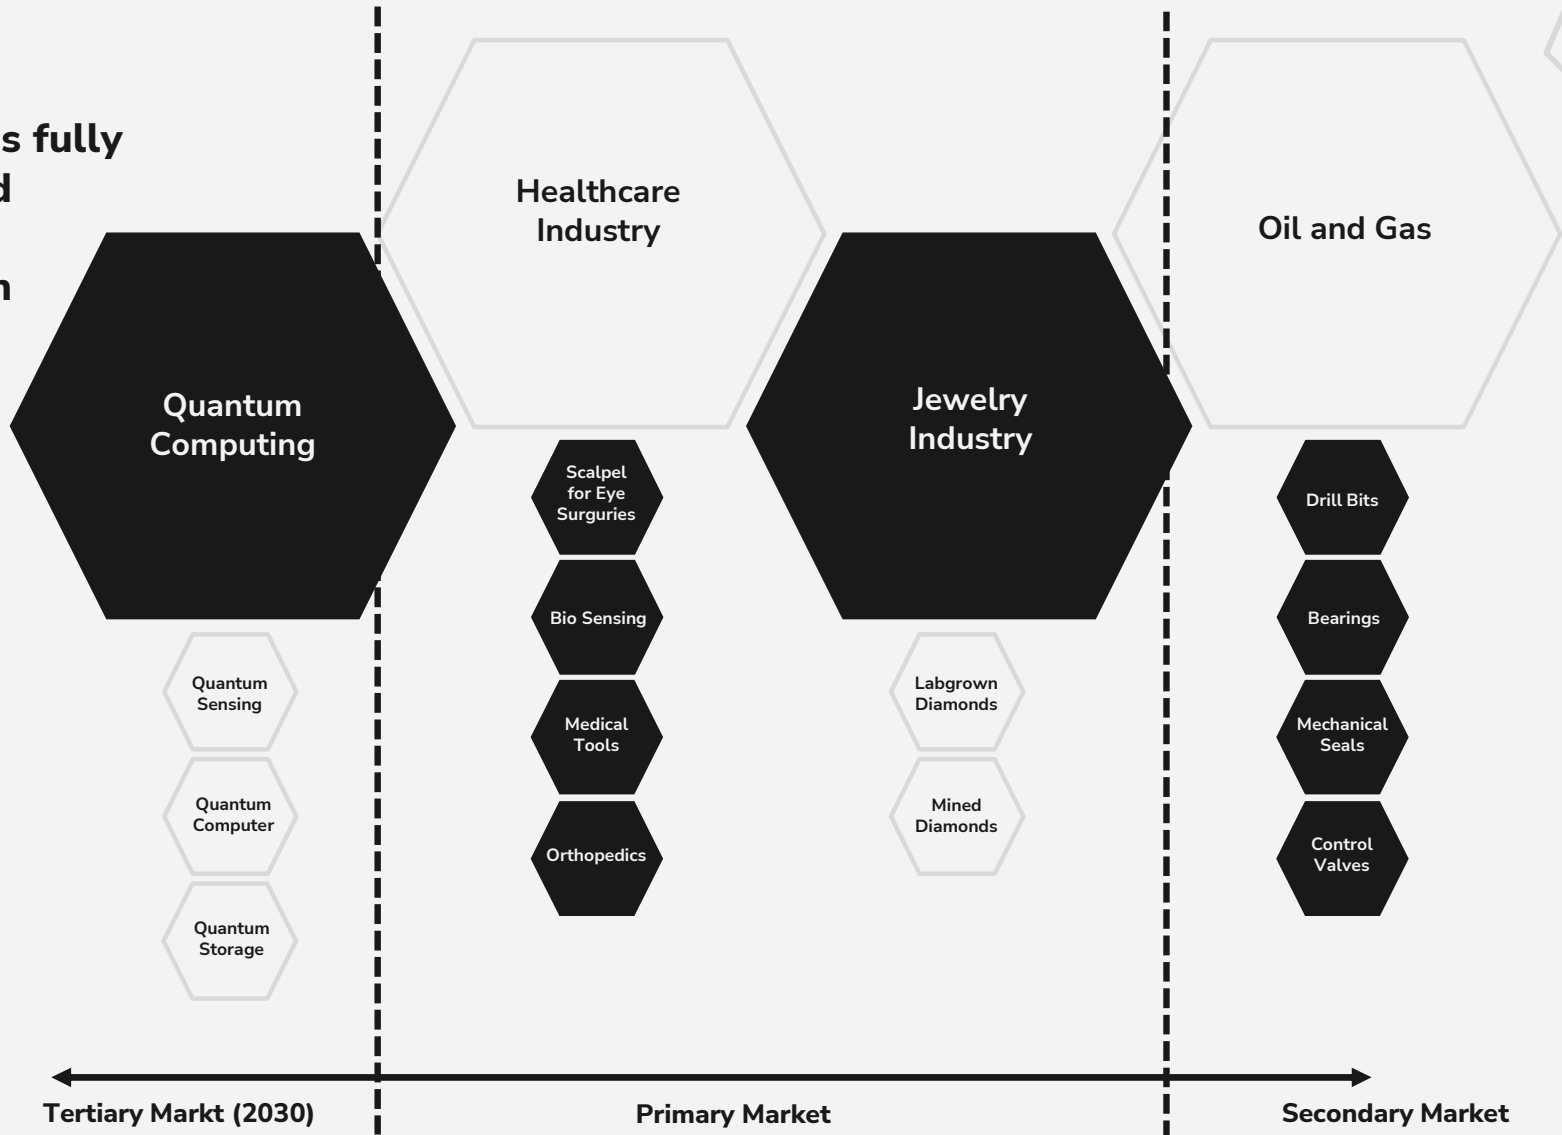 s fully
d
n
Healthcare
Industry
Oil and Gas
Quantum
Computing
Jewelry
Industry
Scalpel
for Eye
Surguries
Bio Sensing
Medical
Tools
Orthopedics
Drill Bits
Bearings
Mechanical
Seals
Control
Valves
Quantum
Sensing
Quantum
Computer
Quantum
Storage
Labgrown
Diamonds
Mined
Diamonds
Tertiary Markt (2030)
Primary Market
Secondary Market